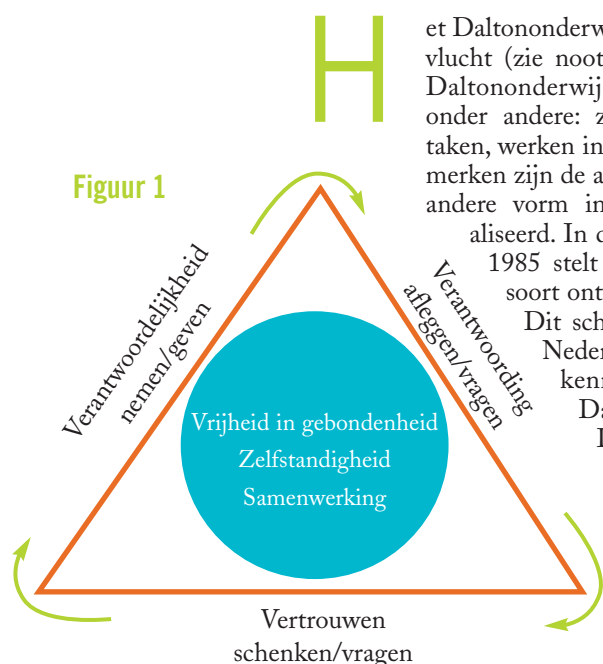 H
et Daltononderw
vlucht (zie noot
Daltononderwij
onder andere: z
taken, werken in
merken zijn de a
andere vorm in
aliseerd. In d
1985 stelt
soort ont
Dit sch
Neder
kenn
Da
Figuur 1
Verantwoordelijkheid
nemen/geven
Verantwoording
afleggen/vragen
Vrijheid in gebondenheid
Zelfstandigheid
Samenwerking
Vertrouwen
schenken/vragen